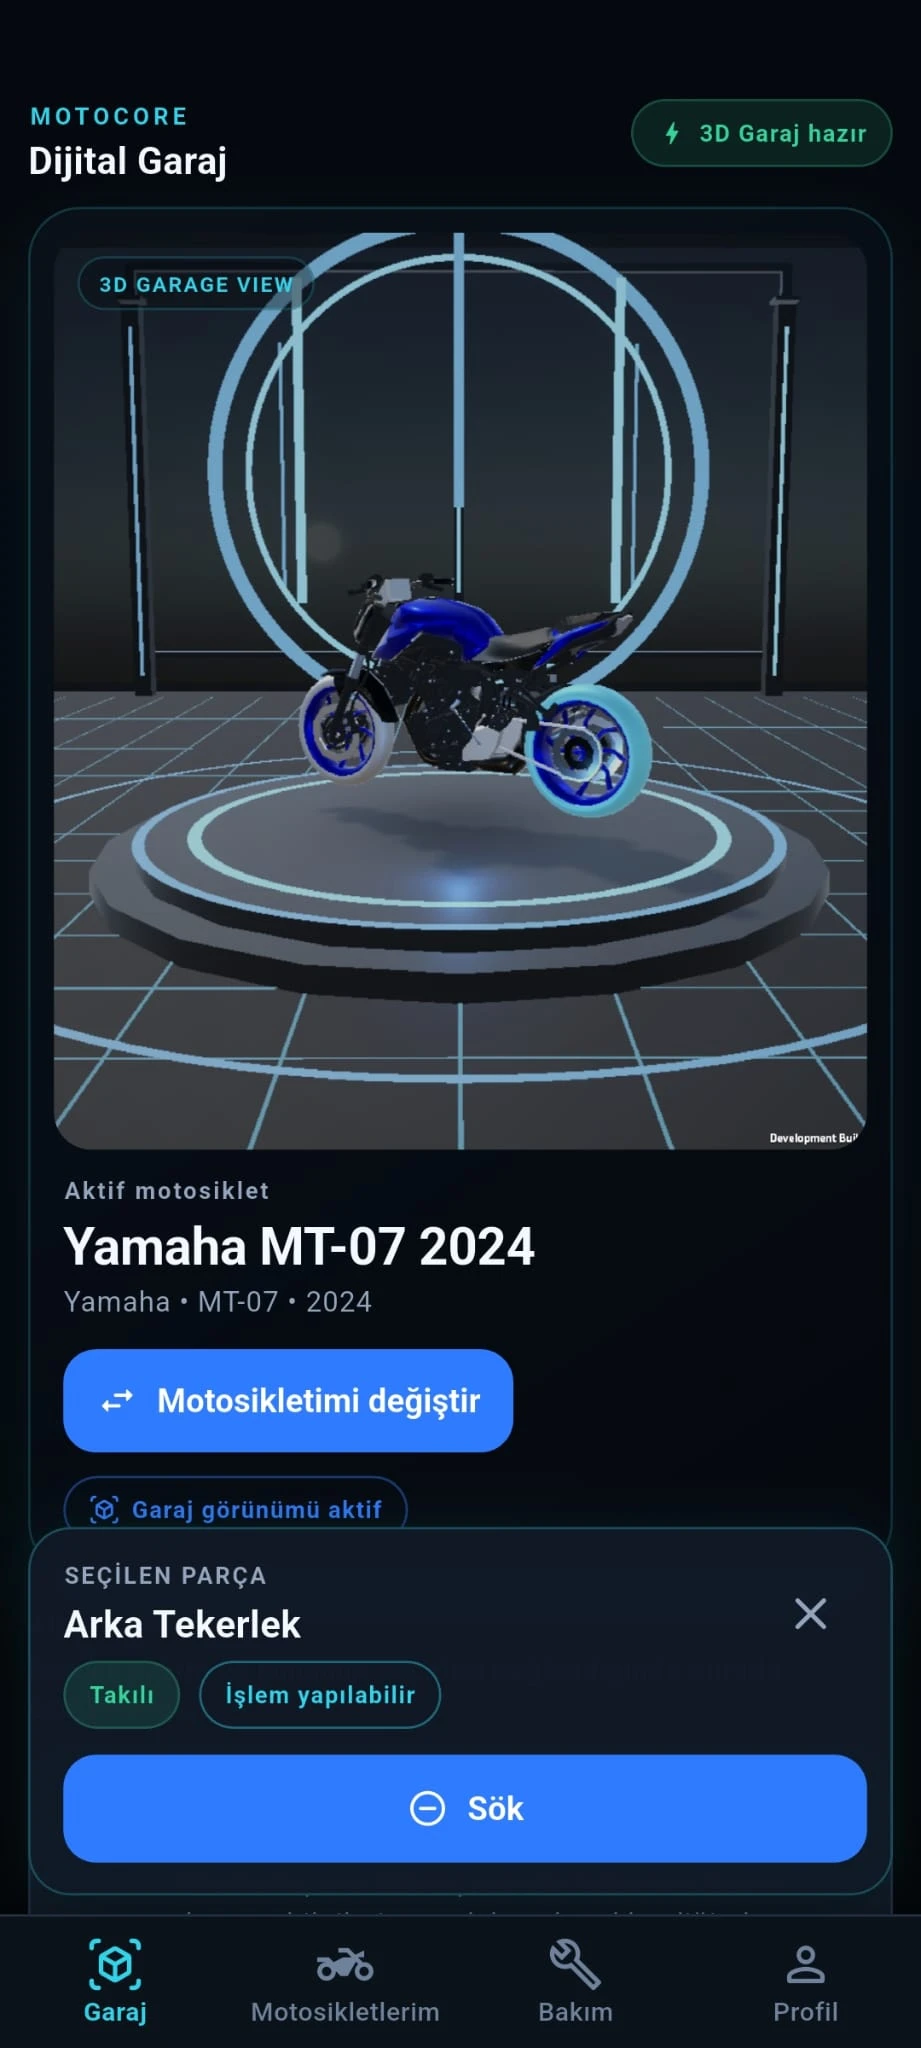 MOTOCORE
Dijital Garaj
3D Garaj hazır
3D GARAGE VIEW
Development Buil
Aktif motosiklet
Yamaha MT-07 2024
Yamaha • MT-07 • 2024
Motosikletimi değiştir
Garaj görünümü aktif
SEÇİLEN PARÇA
Arka Tekerlek
Takılı
İşlem yapılabilir
Sök
Garaj
Motosikletlerim
Bakım
Profil